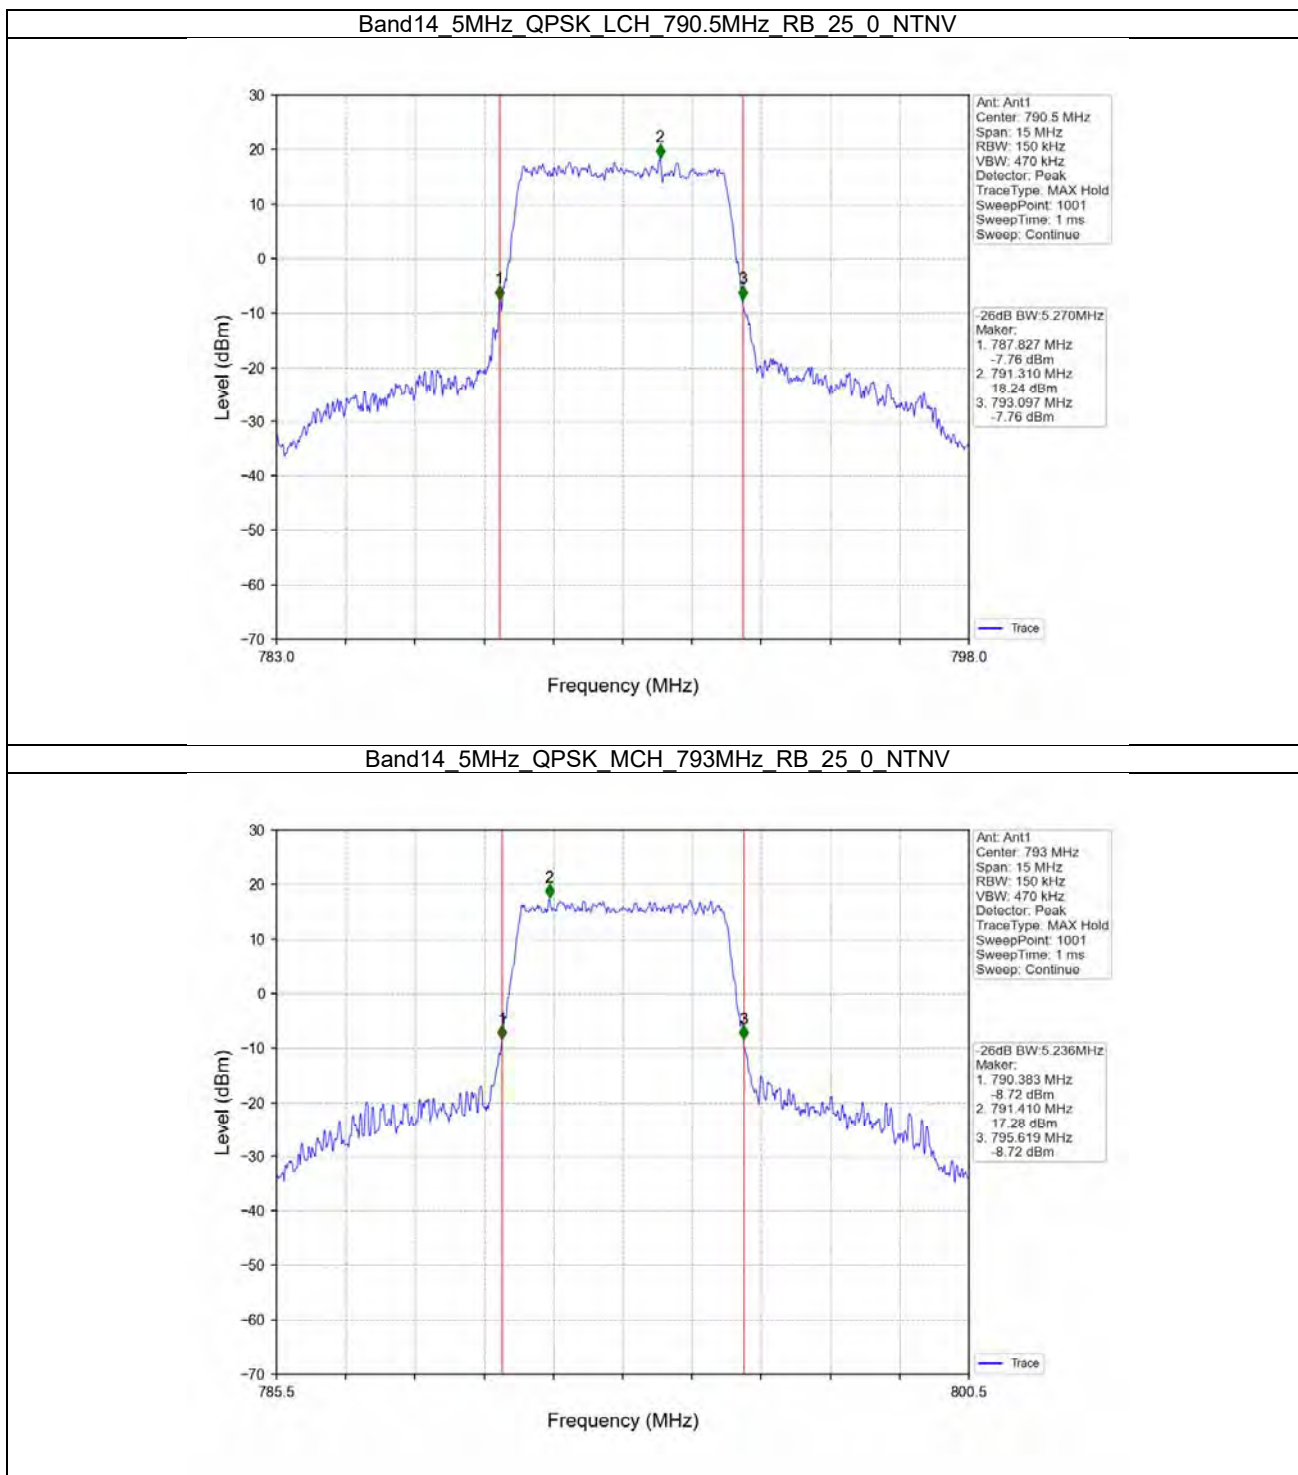 Band14_5MHz_QPSK_LCH_790.5MHz_RB_25_0_NTNV
30
20
10
0
−10
−20
−30
−40
−50
−60
−70
Level (dBm)
1
2
3
783.0
798.0
Frequency (MHz)
Ant: Ant1
Center: 790.5 MHz
Span: 15 MHz
RBW: 150 kHz
VBW: 470 kHz
Detector: Peak
TraceType: MAX Hold
SweepPoint: 1001
SweepTime: 1 ms
Sweep: Continue
-26dB BW:5.270MHz
Maker:
1. 787.827 MHz
-7.76 dBm
2. 791.310 MHz
18.24 dBm
3. 793.097 MHz
-7.76 dBm
Trace
Band14_5MHz_QPSK_MCH_793MHz_RB_25_0_NTNV
30
20
10
0
−10
−20
−30
−40
−50
−60
−70
Level (dBm)
1
2
3
785.5
800.5
Frequency (MHz)
Ant: Ant1
Center: 793 MHz
Span: 15 MHz
RBW: 150 kHz
VBW: 470 kHz
Detector: Peak
TraceType: MAX Hold
SweepPoint: 1001
SweepTime: 1 ms
Sweep: Continue
-26dB BW:5.236MHz
Maker:
1. 790.383 MHz
-8.72 dBm
2. 791.410 MHz
17.28 dBm
3. 795.619 MHz
-8.72 dBm
Trace